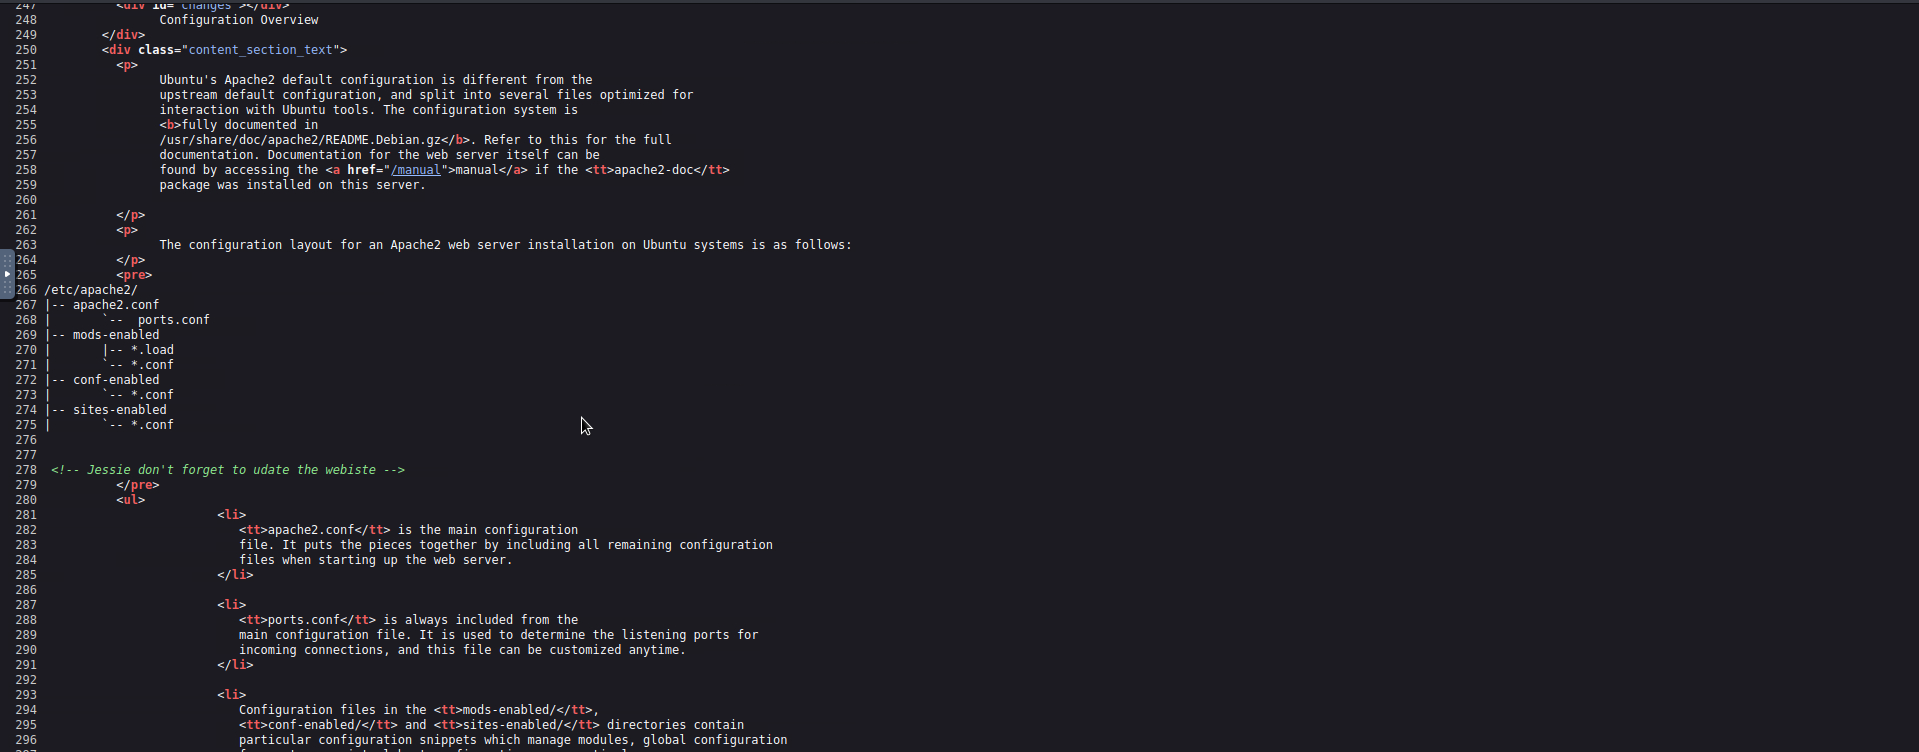 247 <div id="changes"></div>
248 Configuration Overview
249 </div>
250 <div class="content_section_text">
251 <p>
252 Ubuntu's Apache2 default configuration is different from the
253 upstream default configuration, and split into several files optimized for
254 interaction with Ubuntu tools. The configuration system is
255 <b>fully documented in
256 /usr/share/doc/apache2/README.Debian.gz</b>. Refer to this for the full
257 documentation. Documentation for the web server itself can be
258 found by accessing the <a href="/manual">manual</a> if the <tt>apache2-doc</tt>
259 package was installed on this server.
260
261 </p>
262 <p>
263 The configuration layout for an Apache2 web server installation on Ubuntu systems is as follows:
264 </p>
265 <pre>
266 /etc/apache2/
267 |-- apache2.conf
268 |       `--  ports.conf
269 |-- mods-enabled
270 |       |-- *.load
271 |       `-- *.conf
272 |-- conf-enabled
273 |       `-- *.conf
274 |-- sites-enabled
275 |       `-- *.conf
276
277
278 <!-- Jessie don't forget to udate the webiste -->
279 </pre>
280 <ul>
281 <li>
282 <tt>apache2.conf</tt> is the main configuration
283 file. It puts the pieces together by including all remaining configuration
284 files when starting up the web server.
285 </li>
286
287 <li>
288 <tt>ports.conf</tt> is always included from the
289 main configuration file. It is used to determine the listening ports for
290 incoming connections, and this file can be customized anytime.
291 </li>
292
293 <li>
294 Configuration files in the <tt>mods-enabled/</tt>,
295 <tt>conf-enabled/</tt> and <tt>sites-enabled/</tt> directories contain
296 particular configuration snippets which manage modules, global configuration